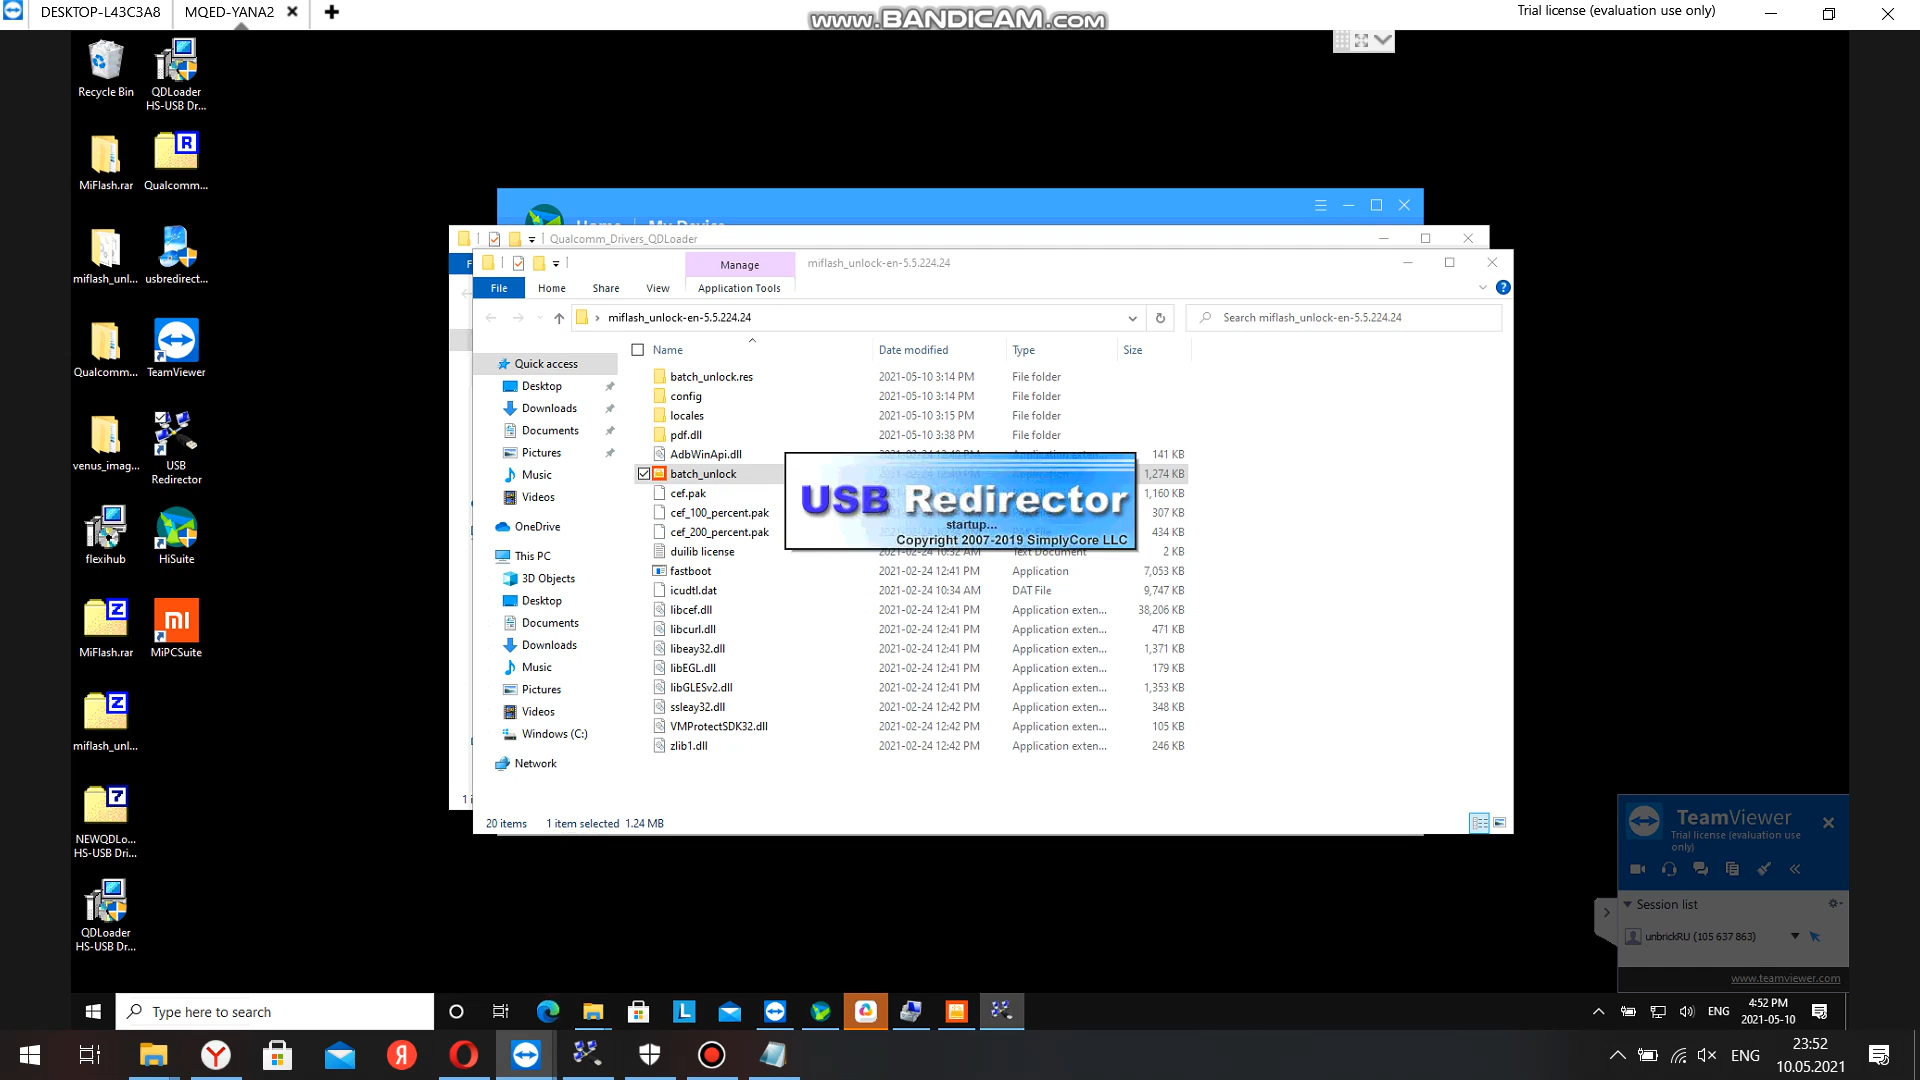 DESKTOP-L43C3A8
MQED-YANA2
www.BANDICAM.com
Trial license (evaluation use only)
Recycle Bin
QDLoader
HS-USB Dr...
MiFlash.rar
Qualcomm...
miflash_unl...
usbredirect...
Qualcomm...
TeamViewer
venus_imag...
USB
Redirector
flexihub
HiSuite
MiFlash.rar
MiPCSuite
miflash_unl...
NEWQDLo...
HS-USB Dri...
QDLoader
HS-USB Dr...
Home
My Device
Qualcomm_Drivers_QDLoader
Manage
miflash_unlock-en-5.5.224.24
File
Home
Share
View
Application Tools
miflash_unlock-en-5.5.224.24
Search miflash_unlock-en-5.5.224.24
Name
Date modified
Type
Size
Quick access
Desktop
Downloads
Documents
Pictures
Music
Videos
OneDrive
This PC
3D Objects
Desktop
Documents
Downloads
Music
Pictures
Videos
Windows (C:)
Network
batch_unlock.res 2021-05-10 3:14 PM File folder
config 2021-05-10 3:14 PM File folder
locales 2021-05-10 3:15 PM File folder
pdf.dll 2021-05-10 3:38 PM File folder
AdbWinApi.dll 141 KB
batch_unlock 1,274 KB
cef.pak 1,160 KB
cef_100_percent.pak 307 KB
cef_200_percent.pak 434 KB
duilib license 2021-02-24 10:32 AM Text Document 2 KB
fastboot 2021-02-24 12:41 PM Application 7,053 KB
icudtl.dat 2021-02-24 10:34 AM DAT File 9,747 KB
libcef.dll 2021-02-24 12:41 PM Application exten... 38,206 KB
libcurl.dll 2021-02-24 12:41 PM Application exten... 471 KB
libeay32.dll 2021-02-24 12:41 PM Application exten... 1,371 KB
libEGL.dll 2021-02-24 12:41 PM Application exten... 179 KB
libGLESv2.dll 2021-02-24 12:41 PM Application exten... 1,353 KB
ssleay32.dll 2021-02-24 12:42 PM Application exten... 348 KB
VMProtectSDK32.dll 2021-02-24 12:42 PM Application exten... 105 KB
zlib1.dll 2021-02-24 12:42 PM Application exten... 246 KB
USB Redirector
startup...
Copyright 2007-2019 SimplyCore LLC
20 items 1 item selected 1.24 MB
TeamViewer
Trial license (evaluation use
only)
Session list
unbrickRU (105 637 863)
www.teamviewer.com
Type here to search
ENG
4:52 PM
2021-05-10
ENG
23:52
10.05.2021